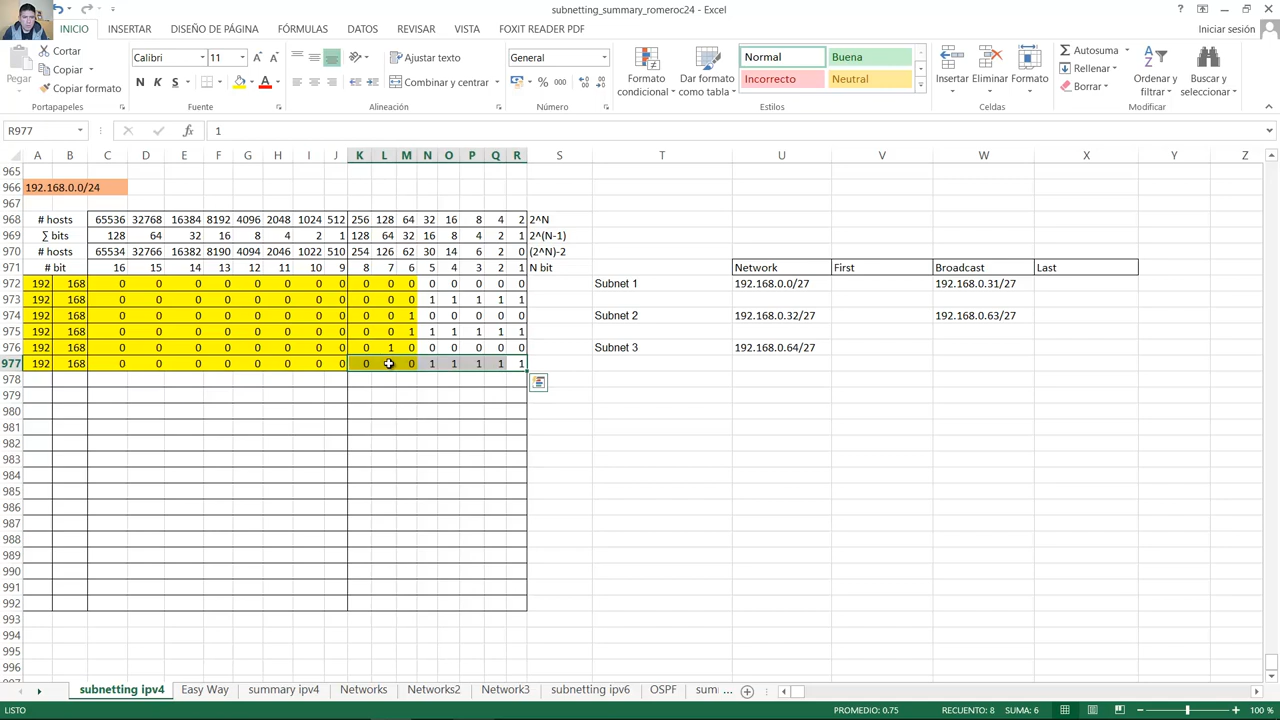 subnetting_summary_romeroc24 - Excel
INICIO INSERTAR DISEÑO DE PÁGINA FÓRMULAS DATOS REVISAR VISTA FOXIT READER PDF Iniciar sesión
Pegar
Cortar
Copiar
Copiar formato
Calibri 11
N K S A
Ajustar texto
Combinar y centrar
General
% 000
Formato condicional
Dar formato como tabla
Normal Buena
Incorrecto Neutral
Insertar Eliminar Formato
Autosuma
Rellenar
Borrar
Ordenar y filtrar
Buscar y seleccionar
Portapapeles Fuente Alineación Número Estilos Celdas Modificar
R977 fx 1
A B C D E F G H I J K L M N O P Q R S T U V W X Y Z
965
966 192.168.0.0/24
967
968 # hosts 65536 32768 16384 8192 4096 2048 1024 512 256 128 64 32 16 8 4 2 2^N
969 ∑ bits 128 64 32 16 8 4 2 1 128 64 32 16 8 4 2 1 2^(N-1)
970 # hosts 65534 32766 16382 8190 4094 2046 1022 510 254 126 62 30 14 6 2 0 (2^N)-2
971 # bit 16 15 14 13 12 11 10 9 8 7 6 5 4 3 2 1 N bit Network First Broadcast Last
972 192 168 0 0 0 0 0 0 0 0 0 0 0 0 0 0 0 0 Subnet 1 192.168.0.0/27 192.168.0.31/27
973 192 168 0 0 0 0 0 0 0 0 0 0 0 1 1 1 1 1
974 192 168 0 0 0 0 0 0 0 0 0 0 1 0 0 0 0 0 Subnet 2 192.168.0.32/27 192.168.0.63/27
975 192 168 0 0 0 0 0 0 0 0 0 0 1 1 1 1 1 1
976 192 168 0 0 0 0 0 0 0 0 0 1 0 0 0 0 0 0 Subnet 3 192.168.0.64/27
977 192 168 0 0 0 0 0 0 0 0 0 0 1 1 1 1 1
978
979
980
981
982
983
984
985
986
987
988
989
990
991
992
993
994
995
996
subnetting ipv4 Easy Way summary ipv4 Networks Networks2 Network3 subnetting ipv6 OSPF sum ...
LISTO PROMEDIO: 0.75 RECUENTO: 8 SUMA: 6 100 %